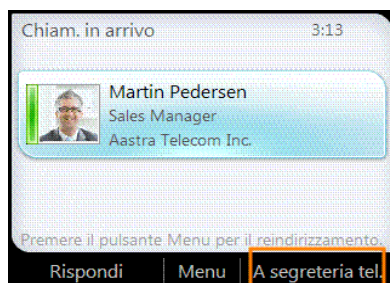 Chiam. in arrivo 3:13
Martin Pedersen
Sales Manager
Aastra Telecom Inc.
Premere il pulsante Menu per il reindirizzamento.
Rispondi Menu A segreteria tel.